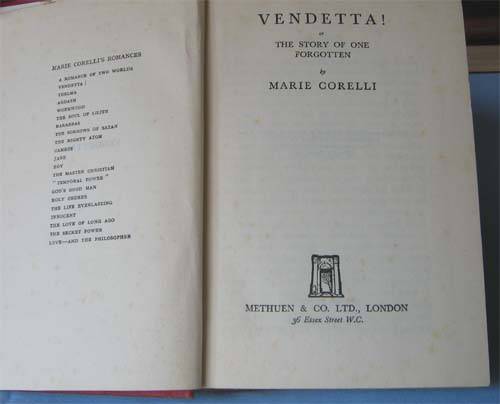 MARIE CORELLI'S ROMANCES
A ROMANCE OF TWO WORLDS
VENDETTA!
THELMA
ARDATH
WORMWOOD
THE SOUL OF LILITH
BARABBAS
THE SORROWS OF SATAN
THE MIGHTY ATOM
CAMEOS
JANE
BOY
THE MASTER CHRISTIAN
"TEMPORAL POWER"
GOD'S GOOD MAN
HOLY ORDERS
THE LIFE EVERLASTING
INNOCENT
THE LOVE OF LONG AGO
THE SECRET POWER
LOVE—AND THE PHILOSOPHER
VENDETTA!
or
THE STORY OF ONE
FORGOTTEN
by
MARIE CORELLI
METHUEN & CO. LTD., LONDON
36 Essex Street W.C.